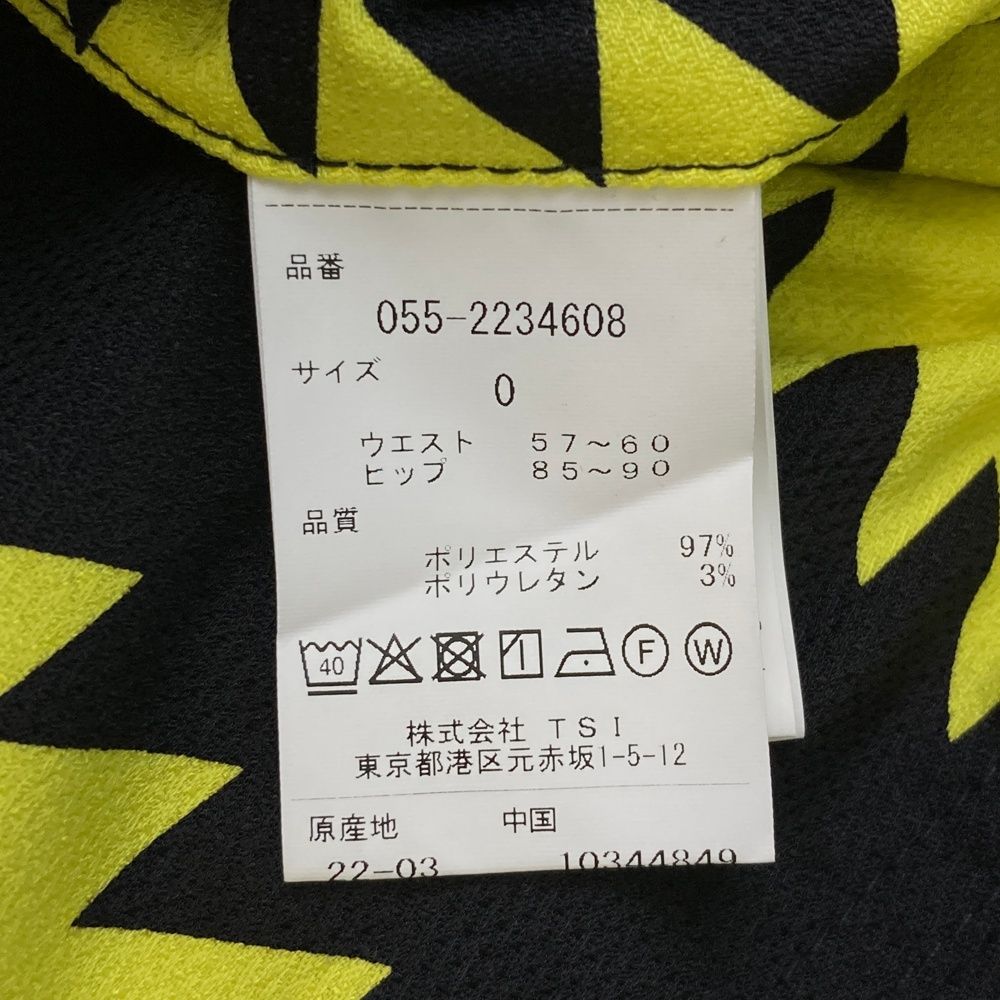 品番
055-2234608
サイズ
0
ウエスト 57～60
ヒップ 85～90
品質
ポリエステル 97%
ポリウレタン 3%
40 F W
株式会社 TSI
東京都港区元赤坂1-5-12
原産地 中国
22-03 10344849